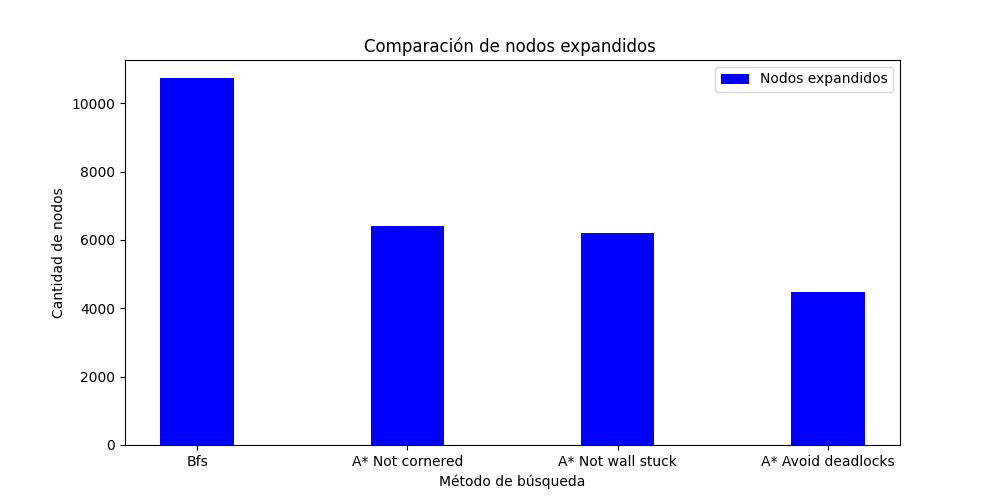 Comparación de nodos expandidos
Nodos expandidos
Cantidad de nodos
10000
8000
6000
4000
2000
0
Bfs
A* Not cornered
A* Not wall stuck
A* Avoid deadlocks
Método de búsqueda